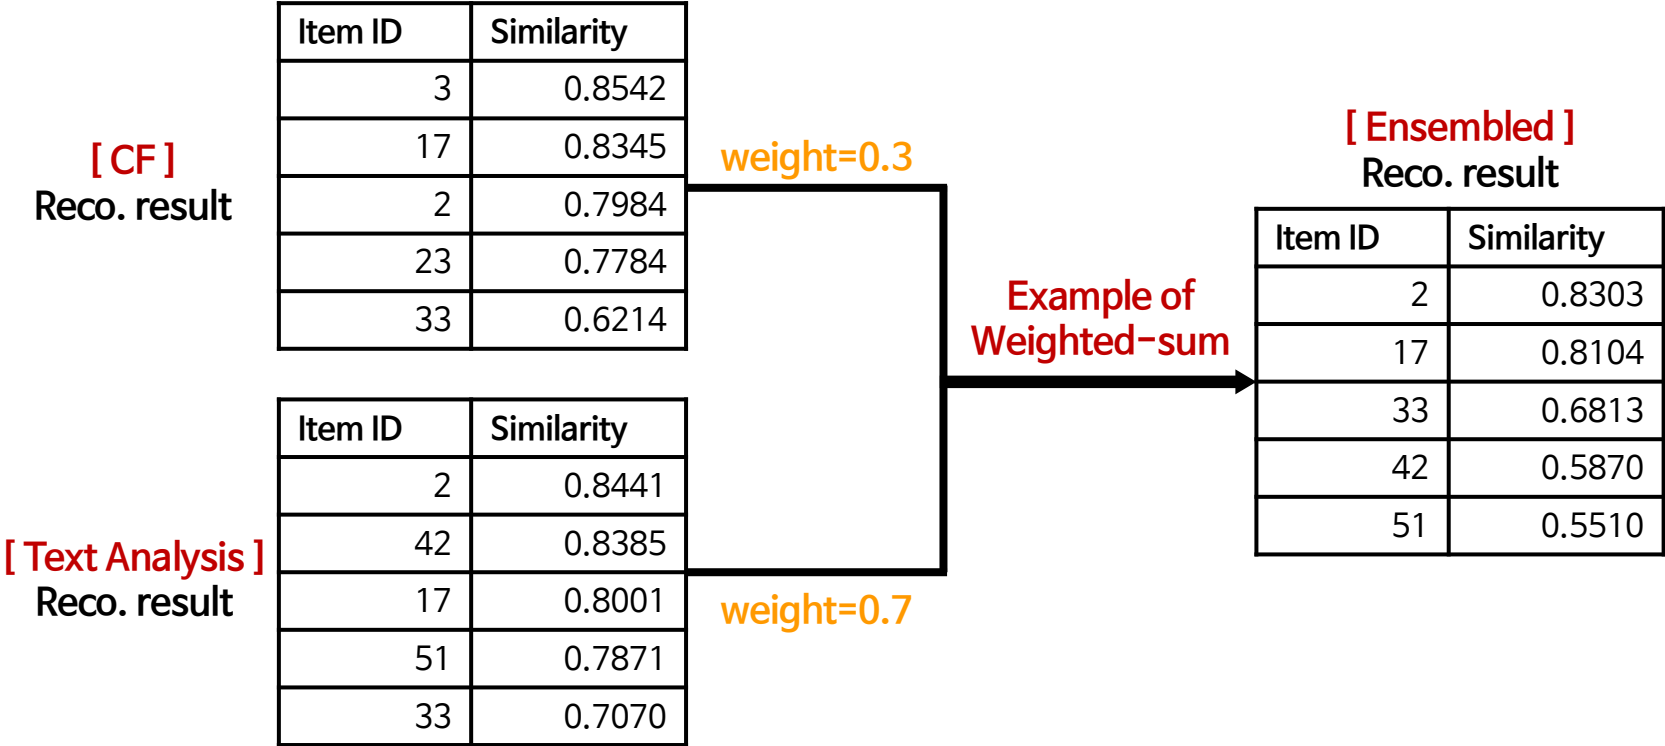 [ CF ]
Reco. result
Item ID Similarity
3 0.8542
17 0.8345
2 0.7984
23 0.7784
33 0.6214
weight=0.3
[ Text Analysis ]
Reco. result
Item ID Similarity
2 0.8441
42 0.8385
17 0.8001
51 0.7871
33 0.7070
weight=0.7
Example of
Weighted-sum
[ Ensembled ]
Reco. result
Item ID Similarity
2 0.8303
17 0.8104
33 0.6813
42 0.5870
51 0.5510